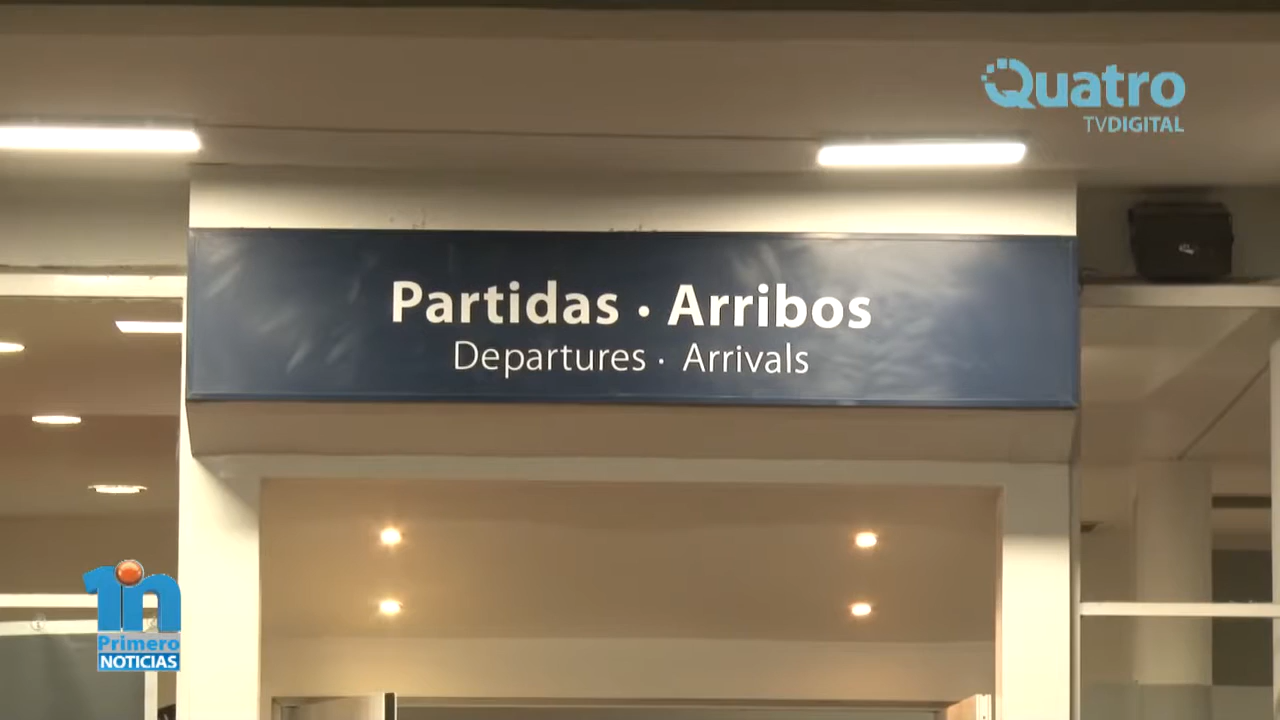 Quatro
TVDIGITAL
Partidas · Arribos
Departures · Arrivals
1n
Primero
NOTICIAS